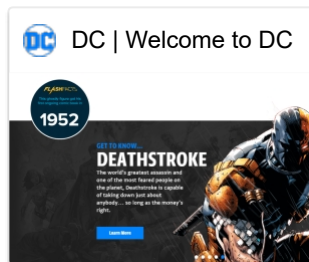 DC
DC | Welcome to DC
FLASH FACTS
1952
GET TO KNOW...
DEATHSTROKE
The world's greatest assassin and
one of the most feared people on
the planet, Deathstroke is capable
of taking down just about
anybody... so long as the money's
right.
Learn More